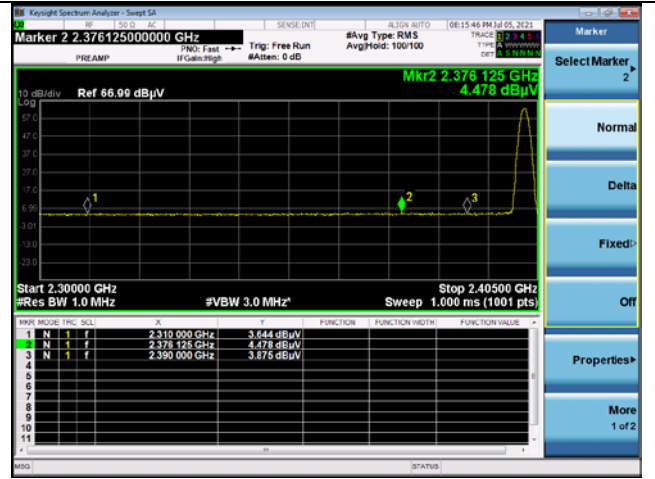 Keysight Spectrum Analyzer - Swept SA
RF 50 Ω AC SENSE:INT ALIGN AUTO 08:15:46 PM Jul 05, 2021
Marker 2 2.376125000000 GHz
PREAMP
PNO: Fast
IFGain:High
Trig: Free Run
#Atten: 0 dB
#Avg Type: RMS
Avg|Hold: 100/100
TRACE 1 2 3 4 5 6
TYPE A WWWWW
DET A S N N N N
Mkr2 2.376 125 GHz
4.478 dBµV
10 dB/div Ref 66.99 dBµV
Log
57.0
47.0
37.0
27.0
17.0
6.99
-3.01
-13.0
-23.0
1
2
3
Start 2.30000 GHz Stop 2.40500 GHz
#Res BW 1.0 MHz #VBW 3.0 MHz* Sweep 1.000 ms (1001 pts)
MKR MODE TRC SCL X Y FUNCTION FUNCTION WIDTH FUNCTION VALUE
1 N 1 f 2.310 000 GHz 3.644 dBµV
2 N 1 f 2.376 125 GHz 4.478 dBµV
3 N 1 f 2.390 000 GHz 3.875 dBµV
4
5
6
7
8
9
10
11
MSG STATUS
Marker
Select Marker
2
Normal
Delta
Fixed
Off
Properties
More
1 of 2